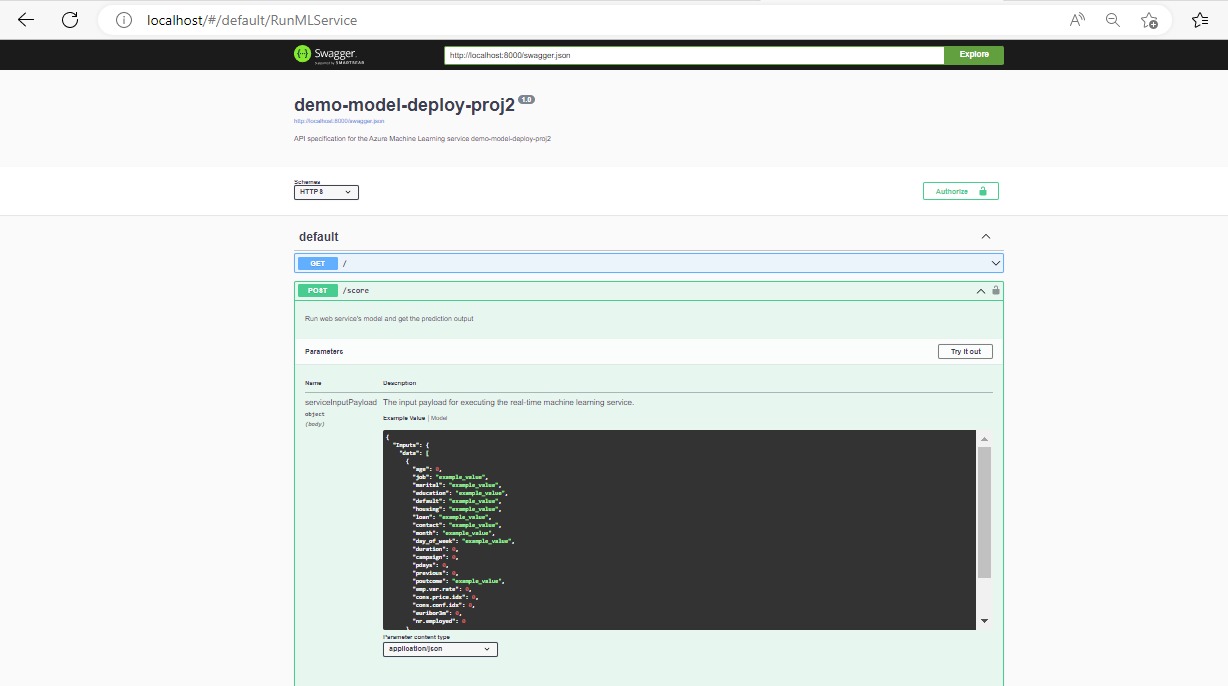 localhost/#/default/RunMLService
Swagger.
Supported by SMARTBEAR
http://localhost:8000/swagger.json
Explore
demo-model-deploy-proj2 1.0
http://localhost:8000/swagger.json
API specification for the Azure Machine Learning service demo-model-deploy-proj2
Schemes
HTTPS
Authorize
default
GET /
POST /score
Run web service's model and get the prediction output
Parameters
Try it out
Name Description
serviceInputPayload The input payload for executing the real-time machine learning service.
object
(body)
Example Value | Model
{
"Inputs": {
"data": [
{
"age": 0,
"job": "example_value",
"marital": "example_value",
"education": "example_value",
"default": "example_value",
"housing": "example_value",
"loan": "example_value",
"contact": "example_value",
"month": "example_value",
"day_of_week": "example_value",
"duration": 0,
"campaign": 0,
"pdays": 0,
"previous": 0,
"poutcome": "example_value",
"emp.var.rate": 0,
"cons.price.idx": 0,
"cons.conf.idx": 0,
"euribor3m": 0,
"nr.employed": 0
}
Parameter content type
application/json